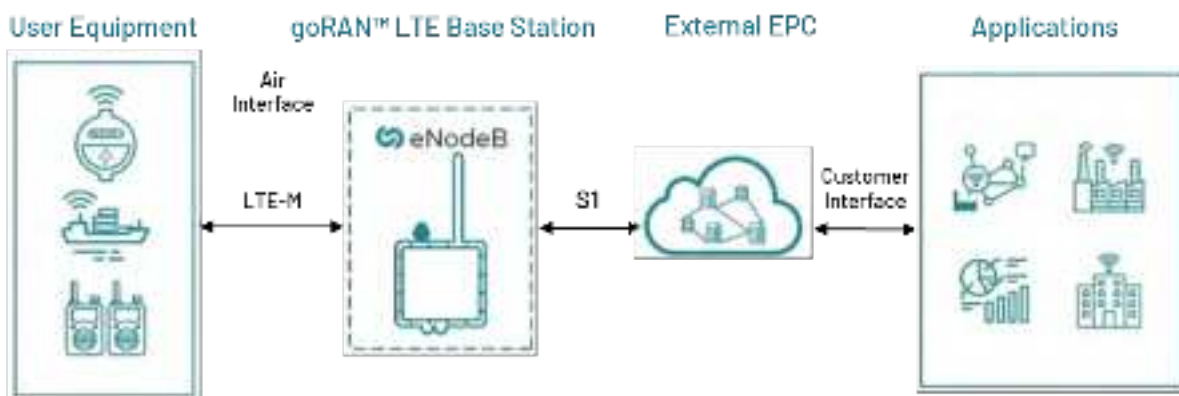 User Equipment
goRAN™ LTE Base Station
External EPC
Applications
Air
Interface
eNodeB
LTE-M
S1
Customer
Interface